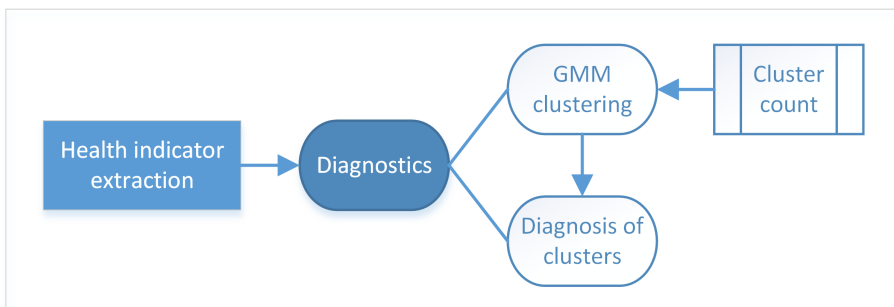 Health indicator
extraction
Diagnostics
GMM
clustering
Cluster
count
Diagnosis of
clusters